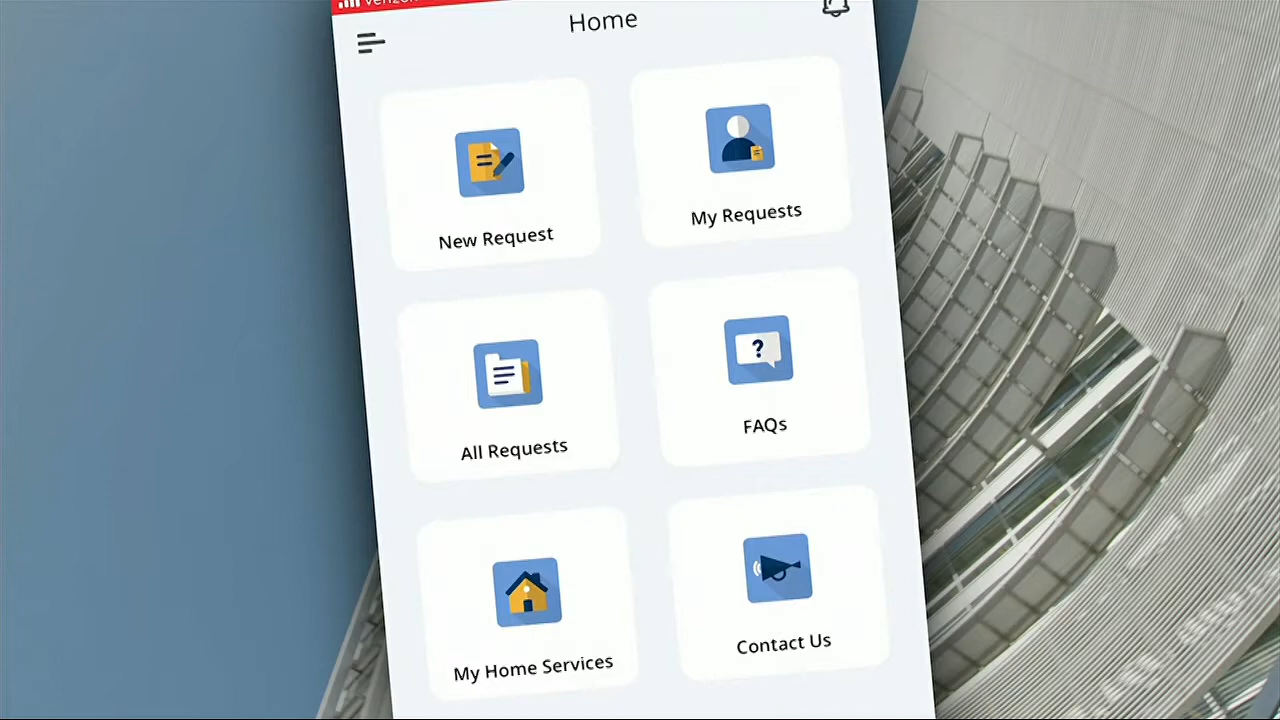 Home
New Request
My Requests
All Requests
?
FAQs
My Home Services
Contact Us